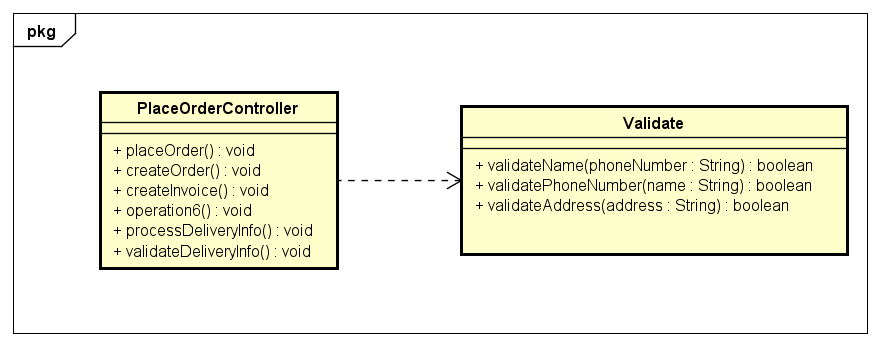 pkg
PlaceOrderController
+ placeOrder() : void
+ createOrder() : void
+ createInvoice() : void
+ operation6() : void
+ processDeliveryInfo() : void
+ validateDeliveryInfo() : void
Validate
+ validateName(phoneNumber : String) : boolean
+ validatePhoneNumber(name : String) : boolean
+ validateAddress(address : String) : boolean